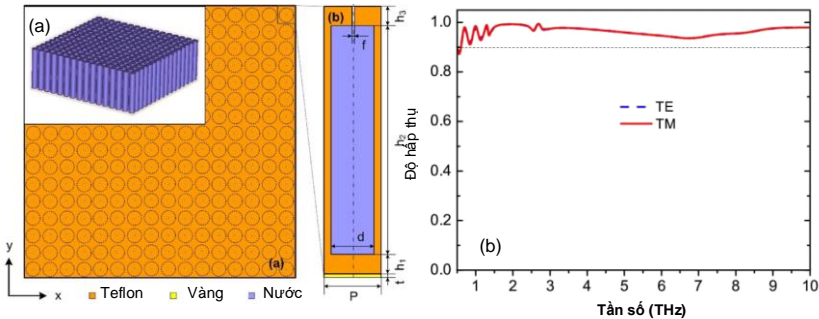 (a)
(a)
y
x
Teflon
Vàng
Nước
(b)
h3
f
h2
d
h1
t
P
Độ hấp thụ
1.0
0.8
0.6
0.4
0.2
0.0
TE
TM
(b)
1
2
3
4
5
6
7
8
9
10
Tần số (THz)